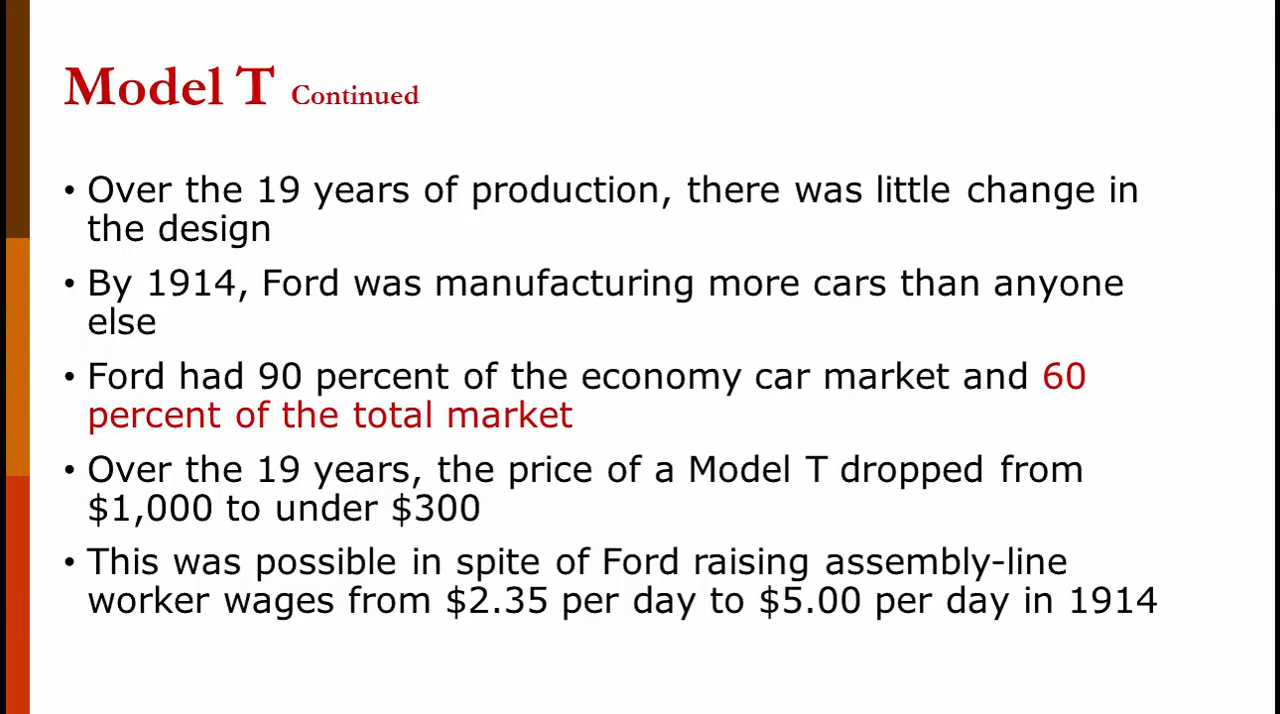 Model T Continued
• Over the 19 years of production, there was little change in
the design
• By 1914, Ford was manufacturing more cars than anyone
else
• Ford had 90 percent of the economy car market and 60
percent of the total market
• Over the 19 years, the price of a Model T dropped from
$1,000 to under $300
• This was possible in spite of Ford raising assembly-line
worker wages from $2.35 per day to $5.00 per day in 1914